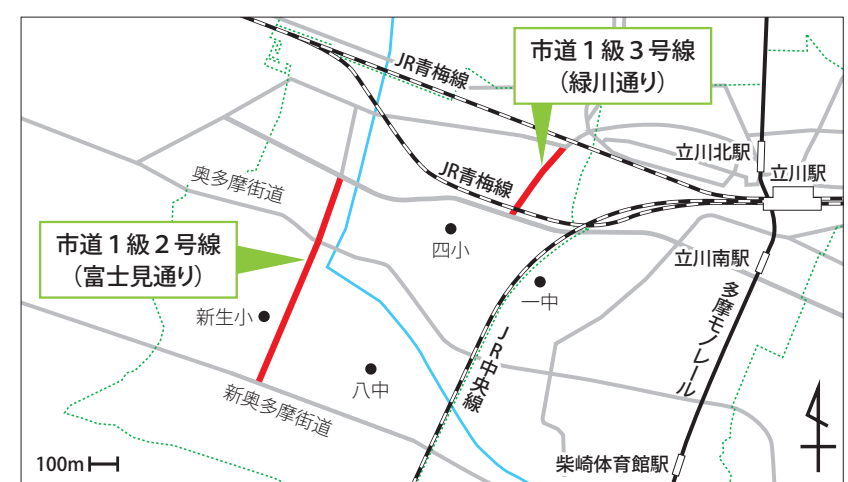 市道1級3号線
(緑川通り)
JR青梅線
立川北駅
立川駅
JR青梅線
奥多摩街道
市道1級2号線
(富士見通り)
四小
立川南駅
一中
多摩モノレール
新生小
JR中央線
八中
新奥多摩街道
柴崎体育館駅
100m